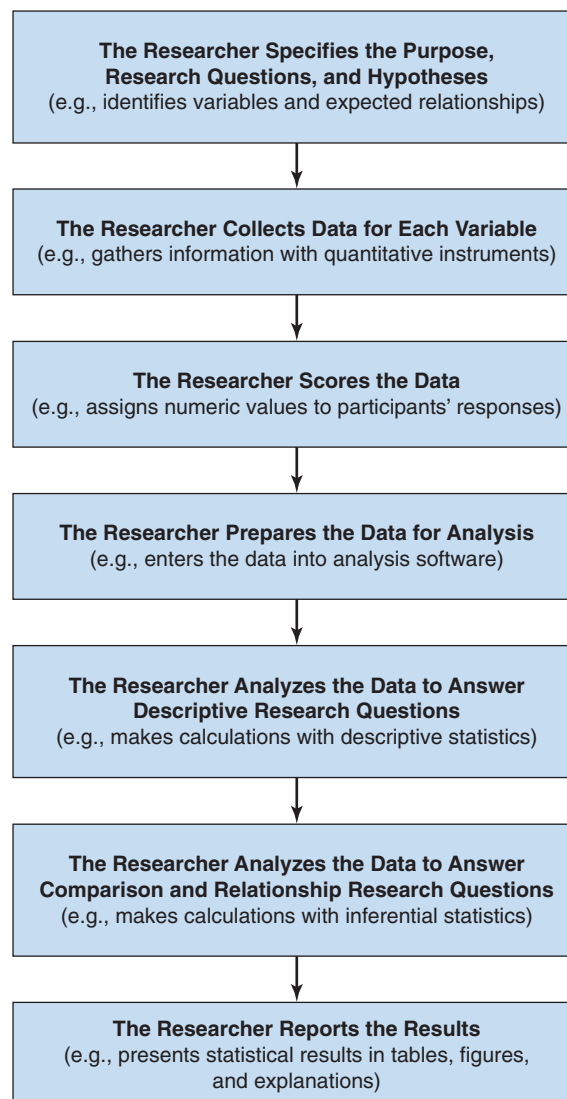 The Researcher Specifies the Purpose,
Research Questions, and Hypotheses
(e.g., identifies variables and expected relationships)
The Researcher Collects Data for Each Variable
(e.g., gathers information with quantitative instruments)
The Researcher Scores the Data
(e.g., assigns numeric values to participants’ responses)
The Researcher Prepares the Data for Analysis
(e.g., enters the data into analysis software)
The Researcher Analyzes the Data to Answer
Descriptive Research Questions
(e.g., makes calculations with descriptive statistics)
The Researcher Analyzes the Data to Answer
Comparison and Relationship Research Questions
(e.g., makes calculations with inferential statistics)
The Researcher Reports the Results
(e.g., presents statistical results in tables, figures,
and explanations)